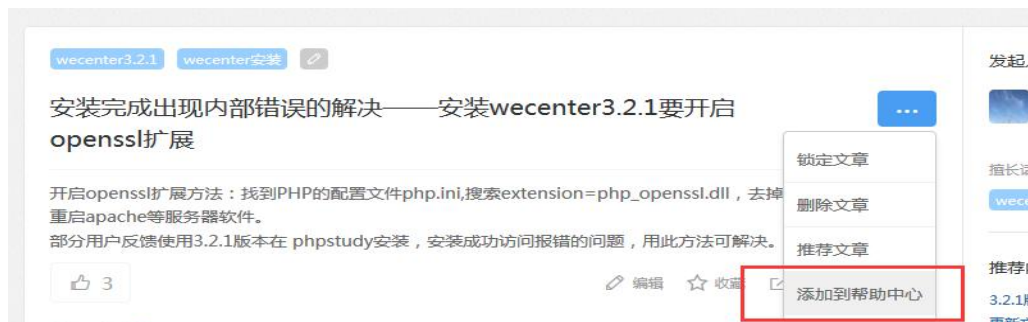 wecenter3.2.1 wecenter安装
安装完成出现内部错误的解决——安装wecenter3.2.1要开启
openssl扩展
...
开启openssl扩展方法：找到PHP的配置文件php.ini,搜索extension=php_openssl.dll，去掉
重启apache等服务器软件。
部分用户反馈使用3.2.1版本在 phpstudy安装，安装成功访问报错的问题，用此方法可解决。
3
编辑 收藏
锁定文章
删除文章
推荐文章
添加到帮助中心
发起
擅长
wece
推荐
3.2.1